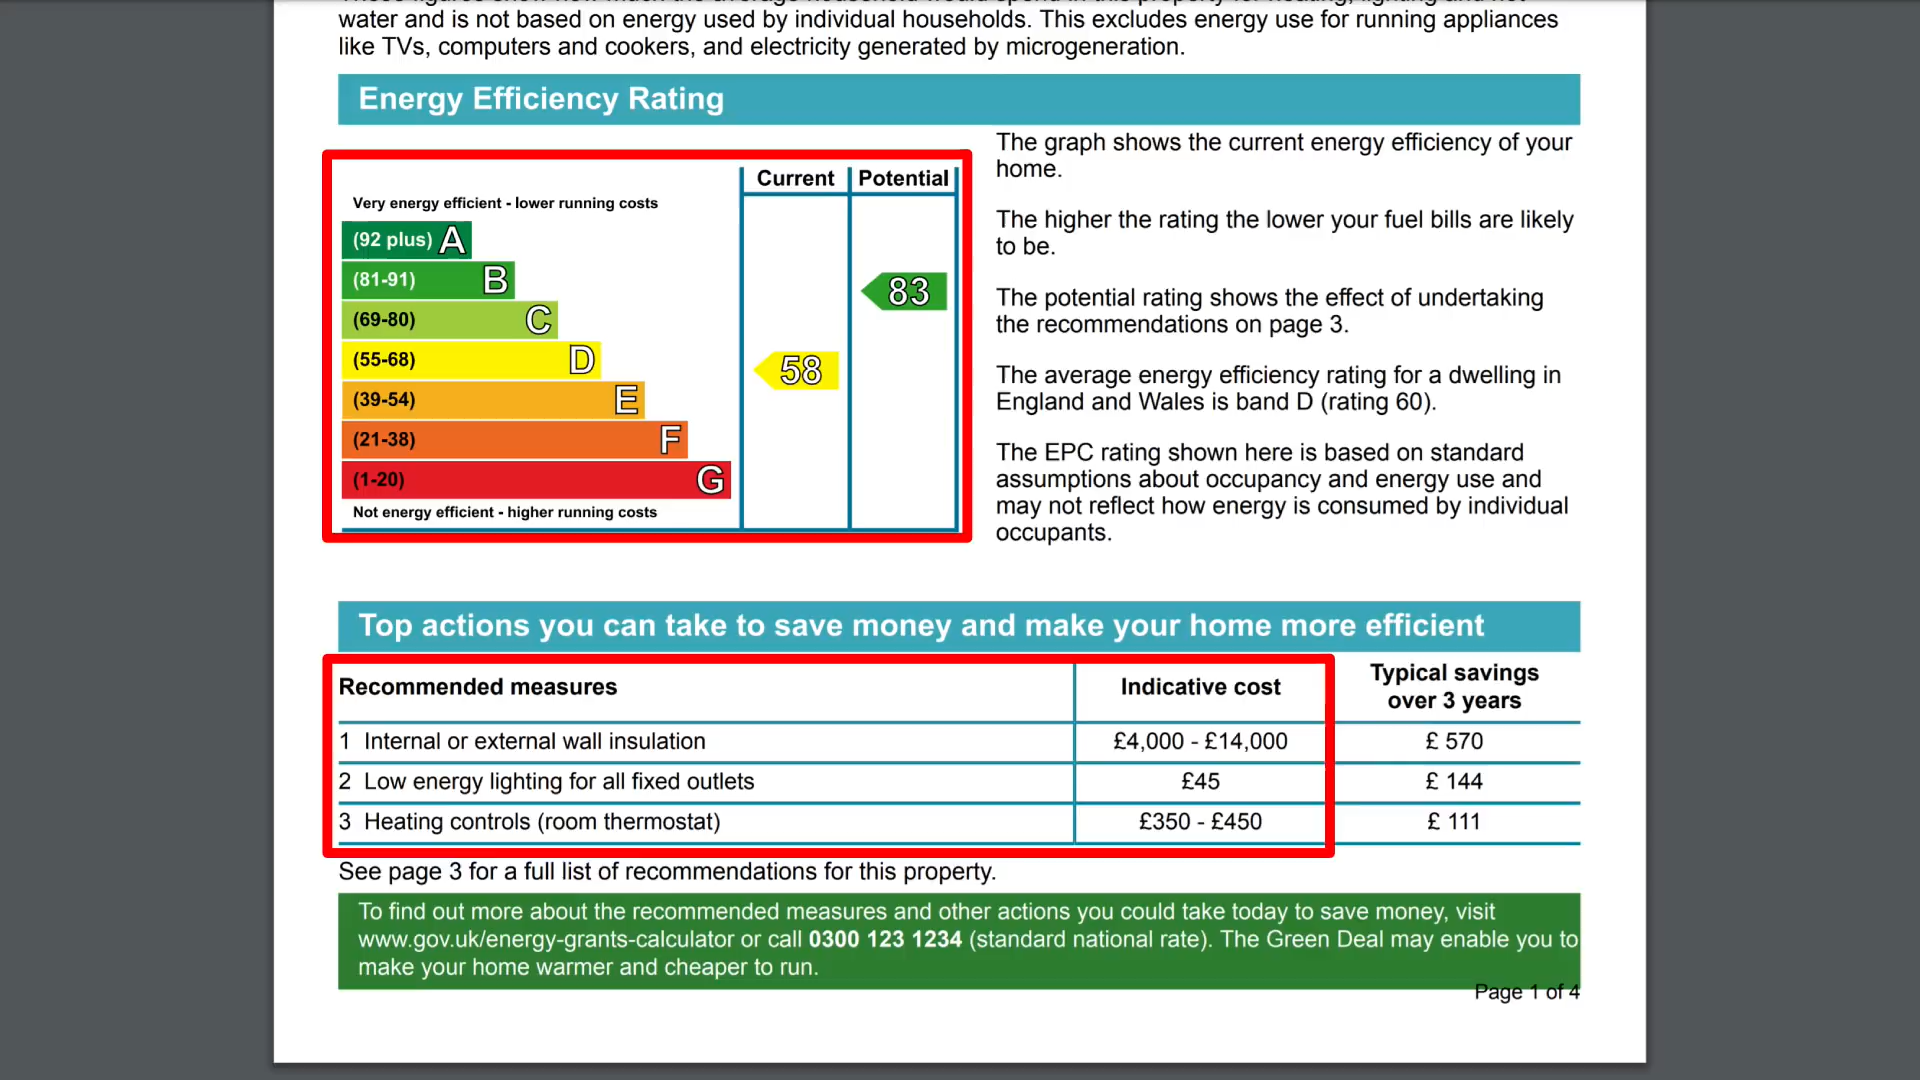 water and is not based on energy used by individual households. This excludes energy use for running appliances
like TVs, computers and cookers, and electricity generated by microgeneration.
Energy Efficiency Rating
Current Potential
Very energy efficient - lower running costs
(92 plus) A
(81-91) B
(69-80) C
(55-68) D
(39-54) E
(21-38) F
(1-20) G
Not energy efficient - higher running costs
83
58
The graph shows the current energy efficiency of your
home.
The higher the rating the lower your fuel bills are likely
to be.
The potential rating shows the effect of undertaking
the recommendations on page 3.
The average energy efficiency rating for a dwelling in
England and Wales is band D (rating 60).
The EPC rating shown here is based on standard
assumptions about occupancy and energy use and
may not reflect how energy is consumed by individual
occupants.
Top actions you can take to save money and make your home more efficient
Recommended measures Indicative cost Typical savings
over 3 years
1 Internal or external wall insulation £4,000 - £14,000 £ 570
2 Low energy lighting for all fixed outlets £45 £ 144
3 Heating controls (room thermostat) £350 - £450 £ 111
See page 3 for a full list of recommendations for this property.
To find out more about the recommended measures and other actions you could take today to save money, visit
www.gov.uk/energy-grants-calculator or call 0300 123 1234 (standard national rate). The Green Deal may enable you to
make your home warmer and cheaper to run.
Page 1 of 4